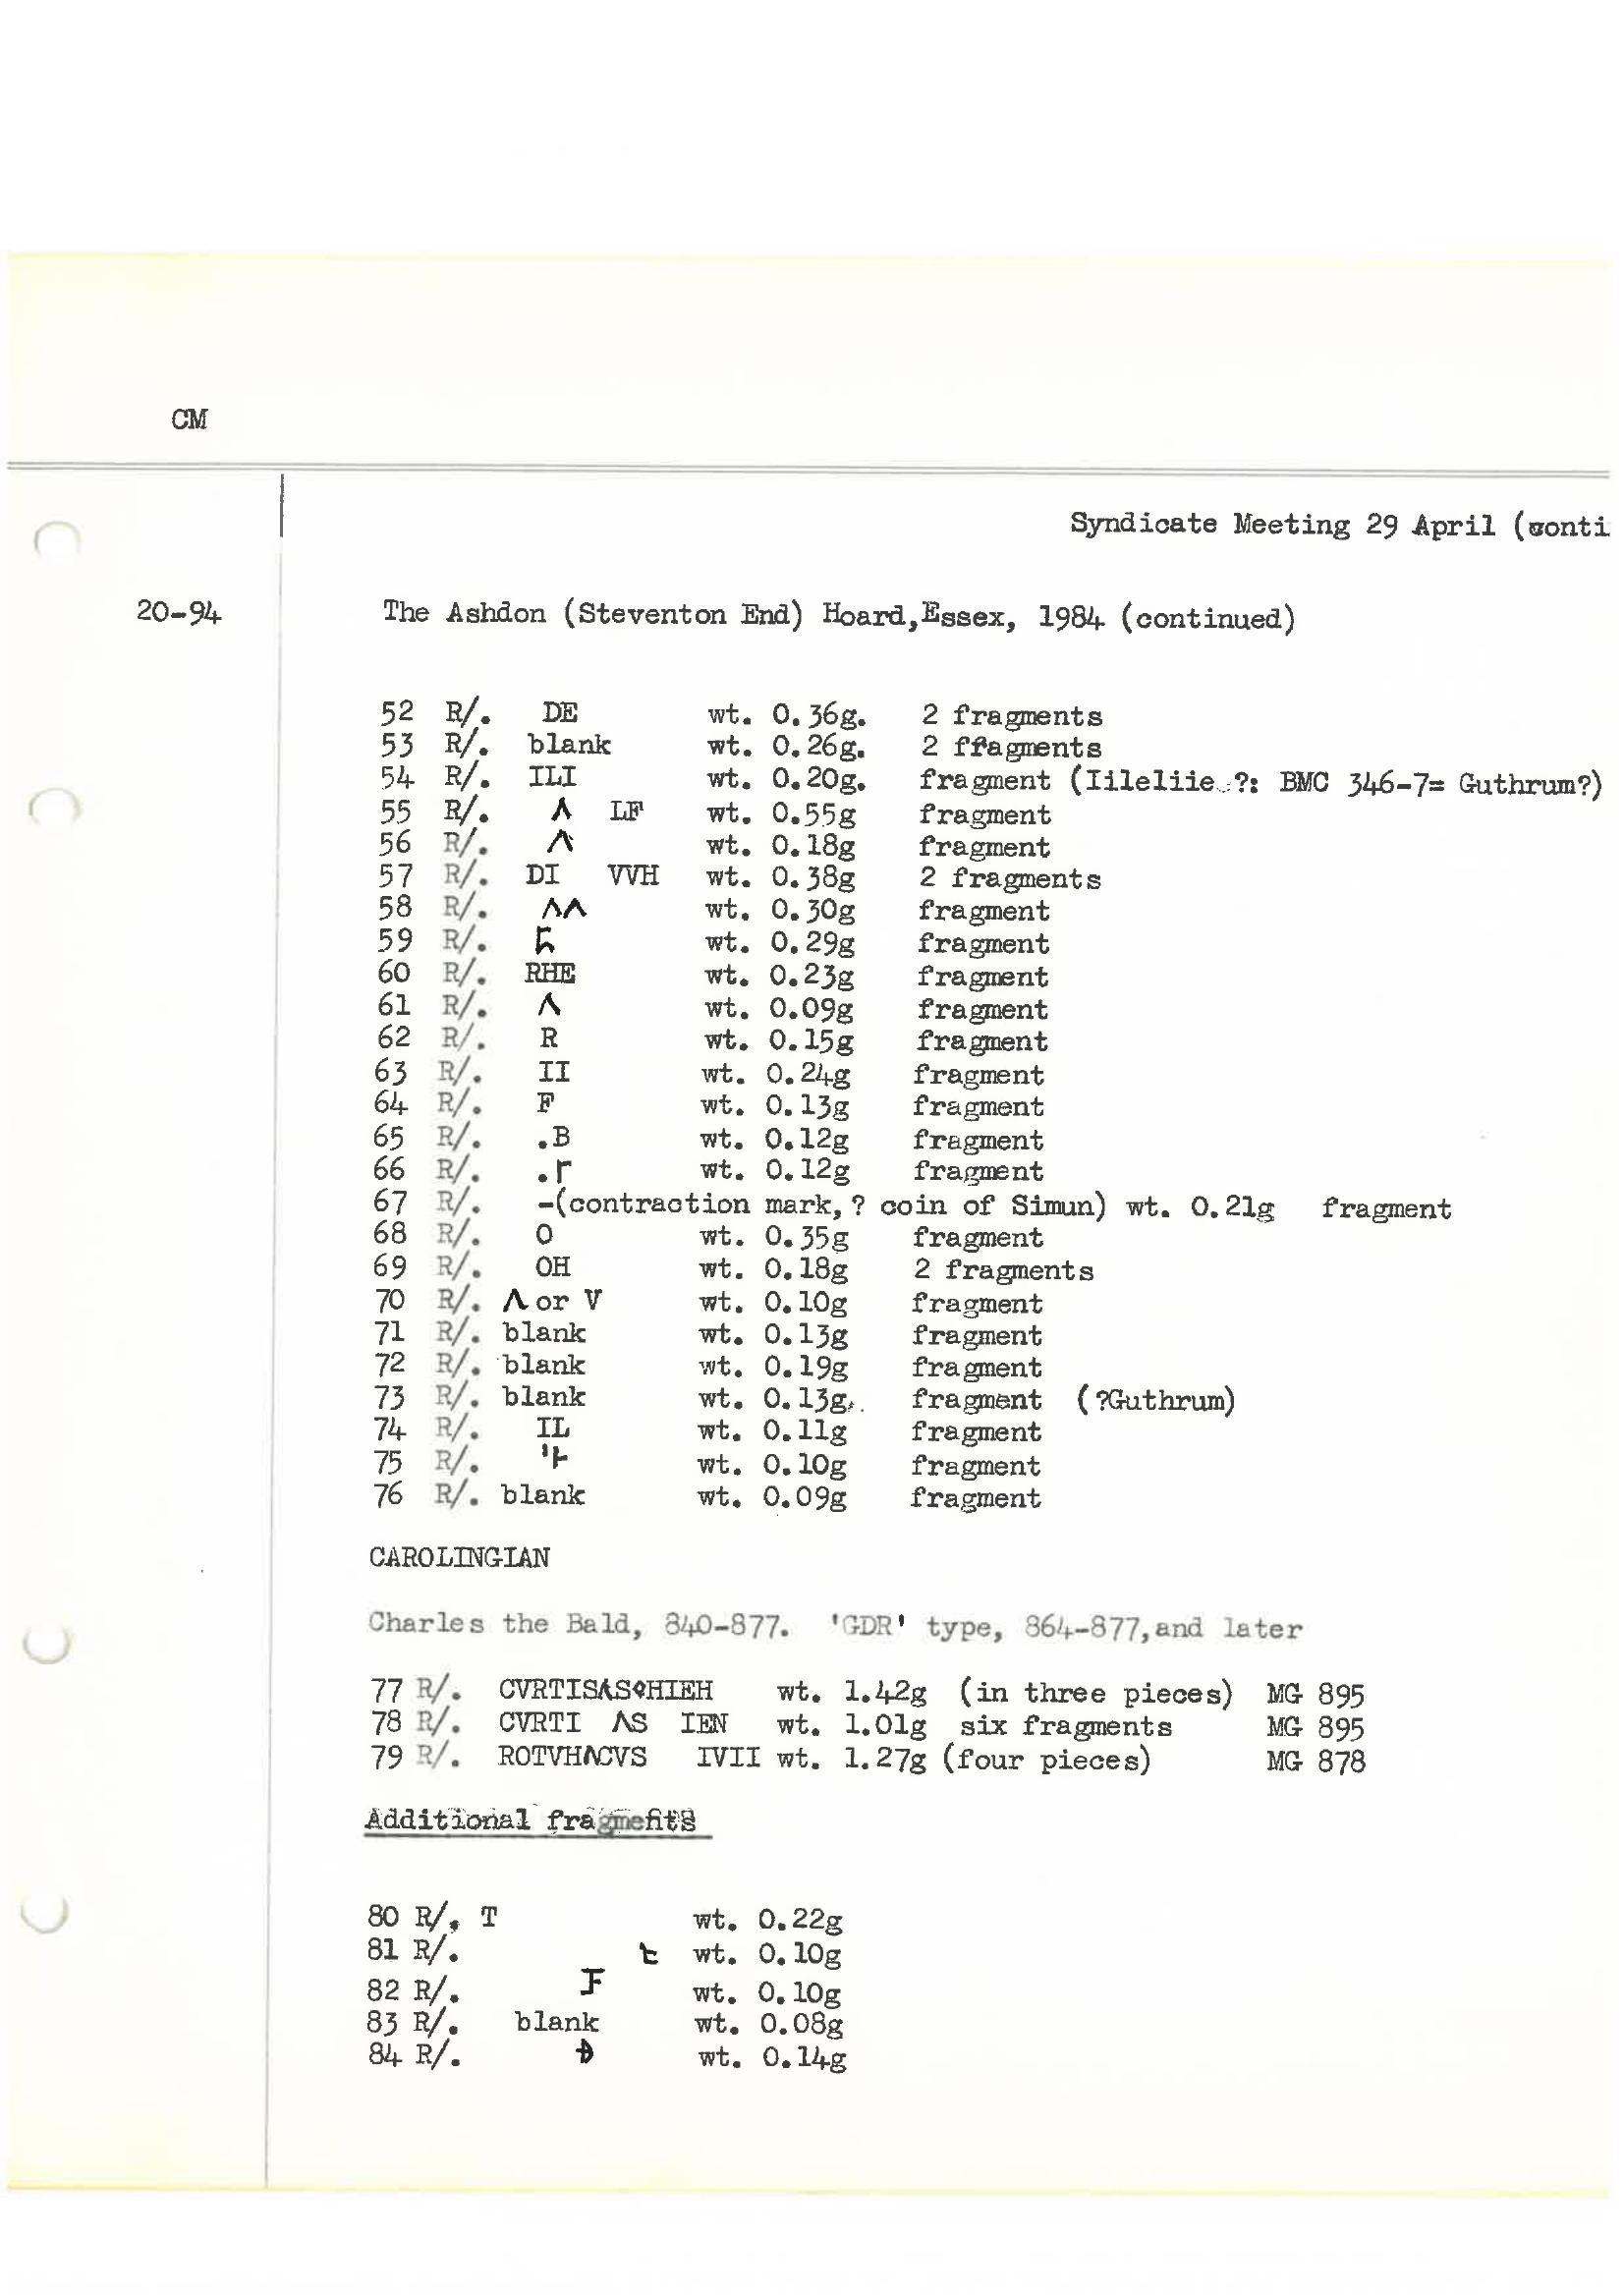 CM
Syndicate Meeting 29 April (conti
20-94 The Ashdon (Steventon End) Hoard,Essex, 1984 (continued)
52 R/. DE wt. 0.36g. 2 fragments
53 R/. blank wt. 0.26g. 2 ffagments
54 R/. ILI wt. 0.20g. fragment (Iileliie ?: BMC 346-7= Guthrum?)
55 R/. Λ LF wt. 0.55g fragment
56 R/. Λ wt. 0.18g fragment
57 R/. DI VVH wt. 0.38g 2 fragments
58 R/. ΛΛ wt. 0.30g fragment
59 R/. wt. 0.29g fragment
60 R/. RHE wt. 0.23g fragment
61 R/. Λ wt. 0.09g fragment
62 R/. R wt. 0.15g fragment
63 R/. II wt. 0.24g fragment
64 R/. F wt. 0.13g fragment
65 R/. .B wt. 0.12g fragment
66 R/. .Γ wt. 0.12g fragment
67 R/. -(contraction mark,? coin of Simun) wt. 0.21g fragment
68 R/. O wt. 0.35g fragment
69 R/. OH wt. 0.18g 2 fragments
70 R/. Λ or V wt. 0.10g fragment
71 R/. blank wt. 0.13g fragment
72 R/. blank wt. 0.19g fragment
73 R/. blank wt. 0.13g. fragment (?Guthrum)
74 R/. IL wt. 0.11g fragment
75 R/. wt. 0.10g fragment
76 R/. blank wt. 0.09g fragment
CAROLINGIAN
Charles the Bald, 840-877. 'GDR' type, 864-877,and later
77 R/. CVRTISΛS⚬HIEH wt. 1.42g (in three pieces) MG 895
78 R/. CVRTI ΛS IEN wt. 1.01g six fragments MG 895
79 R/. ROTVHΛCVS IVII wt. 1.27g (four pieces) MG 878
Additional fragments
80 R/. T wt. 0.22g
81 R/. wt. 0.10g
82 R/. wt. 0.10g
83 R/. blank wt. 0.08g
84 R/. Đ wt. 0.14g